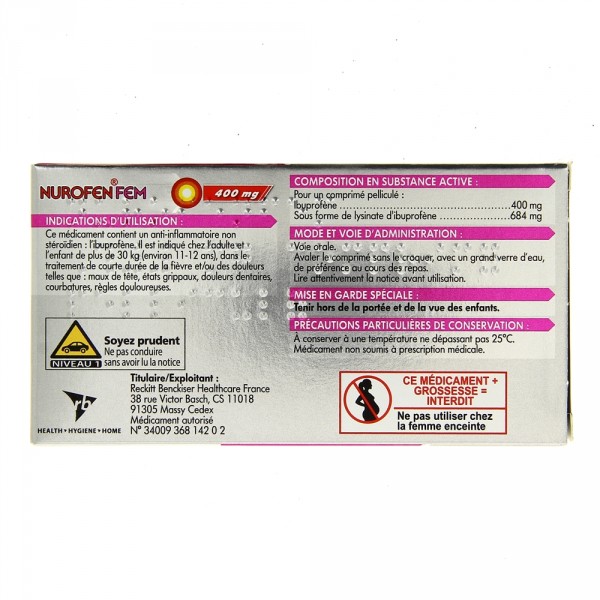 NUROFEN® FEM
400 mg
INDICATIONS D'UTILISATION :
Ce médicament contient un anti-inflammatoire non
stéroïdien : l'ibuprofène. Il est indiqué chez l'adulte et
l'enfant de plus de 30 kg (environ 11-12 ans), dans le
traitement de courte durée de la fièvre et/ou des douleurs
telles que : maux de tête, états grippaux, douleurs dentaires,
courbatures, règles douloureuses.
Soyez prudent
Ne pas conduire
sans avoir lu la notice
NIVEAU 1
Titulaire/Exploitant :
Reckitt Benckiser Healthcare France
38 rue Victor Basch, CS 11018
91305 Massy Cedex
Médicament autorisé
N° 34009 368 142 0 2
rb
HEALTH • HYGIENE • HOME
COMPOSITION EN SUBSTANCE ACTIVE :
Pour un comprimé pelliculé :
Ibuprofène ........ 400 mg
Sous forme de lysinate d'ibuprofène ........ 684 mg
MODE ET VOIE D'ADMINISTRATION :
Voie orale.
Avaler le comprimé sans le croquer, avec un grand verre d'eau,
de préférence au cours des repas.
Lire attentivement la notice avant utilisation.
MISE EN GARDE SPÉCIALE :
Tenir hors de la portée et de la vue des enfants.
PRÉCAUTIONS PARTICULIÈRES DE CONSERVATION :
À conserver à une température ne dépassant pas 25°C.
Médicament non soumis à prescription médicale.
CE MÉDICAMENT +
GROSSESSE =
INTERDIT
Ne pas utiliser chez
la femme enceinte